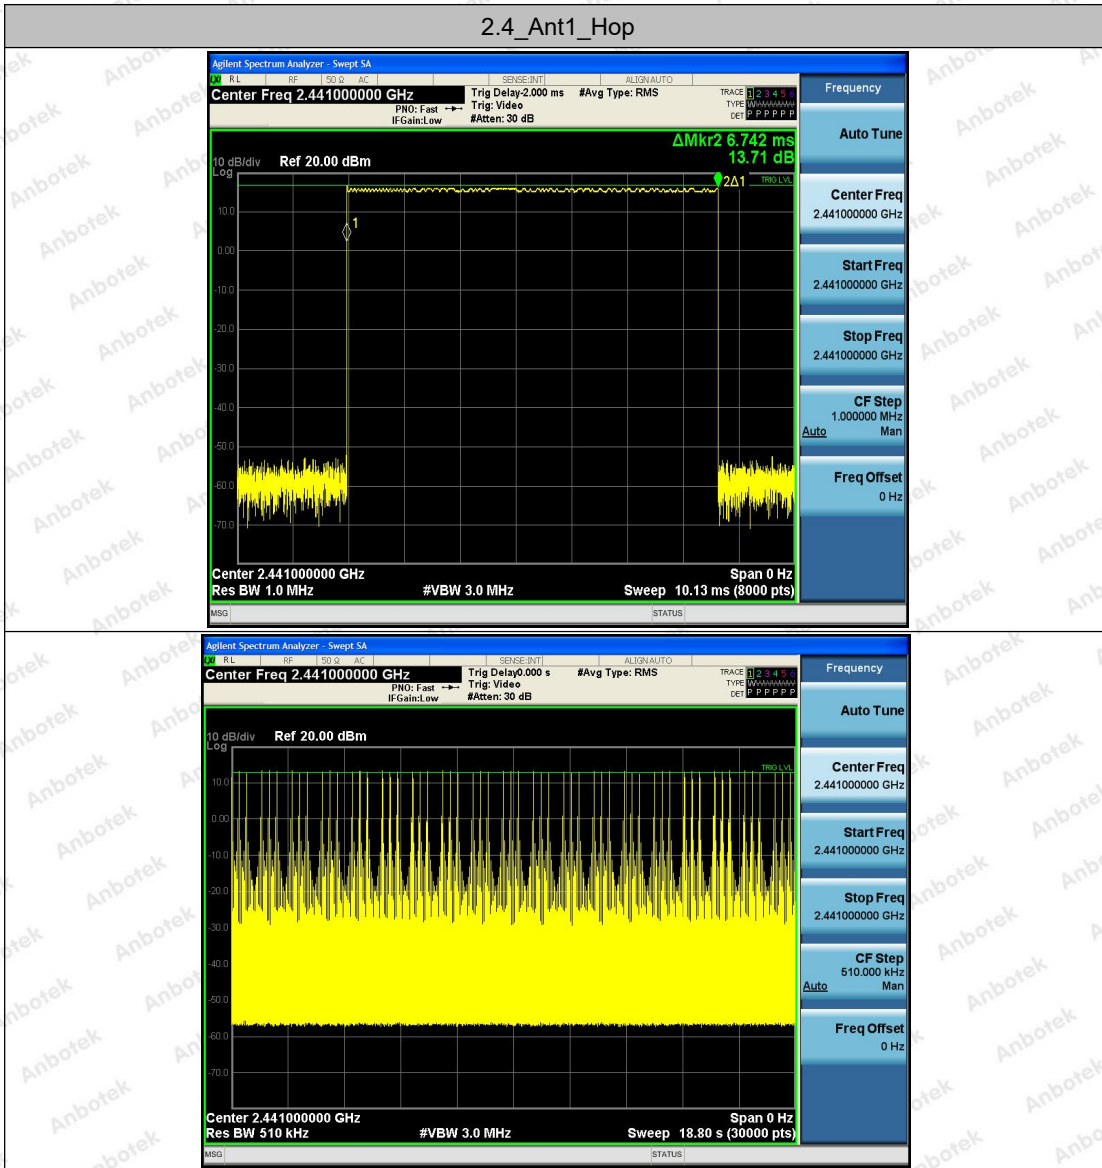 2.4_Ant1_Hop
Agilent Spectrum Analyzer - Swept SA
LXI RL RF 50 Ω AC SENSE:INT ALIGNAUTO
Center Freq 2.441000000 GHz
PNO: Fast
IFGain:Low
Trig Delay-2.000 ms
Trig: Video
#Atten: 30 dB
#Avg Type: RMS
TRACE 1 2 3 4 5 6
TYPE WWWWWW
DET P P P P P P
ΔMkr2 6.742 ms
13.71 dB
10 dB/div Ref 20.00 dBm
Log
2Δ1
TRIG LVL
1
10.0
0.00
-10.0
-20.0
-30.0
-40.0
-50.0
-60.0
-70.0
Center 2.441000000 GHz Span 0 Hz
Res BW 1.0 MHz #VBW 3.0 MHz Sweep 10.13 ms (8000 pts)
MSG STATUS
Frequency
Auto Tune
Center Freq
2.441000000 GHz
Start Freq
2.441000000 GHz
Stop Freq
2.441000000 GHz
CF Step
1.000000 MHz
Auto Man
Freq Offset
0 Hz
Agilent Spectrum Analyzer - Swept SA
LXI RL RF 50 Ω AC SENSE:INT ALIGNAUTO
Center Freq 2.441000000 GHz
PNO: Fast
IFGain:Low
Trig Delay0.000 s
Trig: Video
#Atten: 30 dB
#Avg Type: RMS
TRACE 1 2 3 4 5 6
TYPE WWWWWW
DET P P P P P P
10 dB/div Ref 20.00 dBm
Log
TRIG LVL
10.0
0.00
-10.0
-20.0
-30.0
-40.0
-50.0
-60.0
-70.0
Center 2.441000000 GHz Span 0 Hz
Res BW 510 kHz #VBW 3.0 MHz Sweep 18.80 s (30000 pts)
MSG STATUS
Frequency
Auto Tune
Center Freq
2.441000000 GHz
Start Freq
2.441000000 GHz
Stop Freq
2.441000000 GHz
CF Step
510.000 kHz
Auto Man
Freq Offset
0 Hz
Anbotek